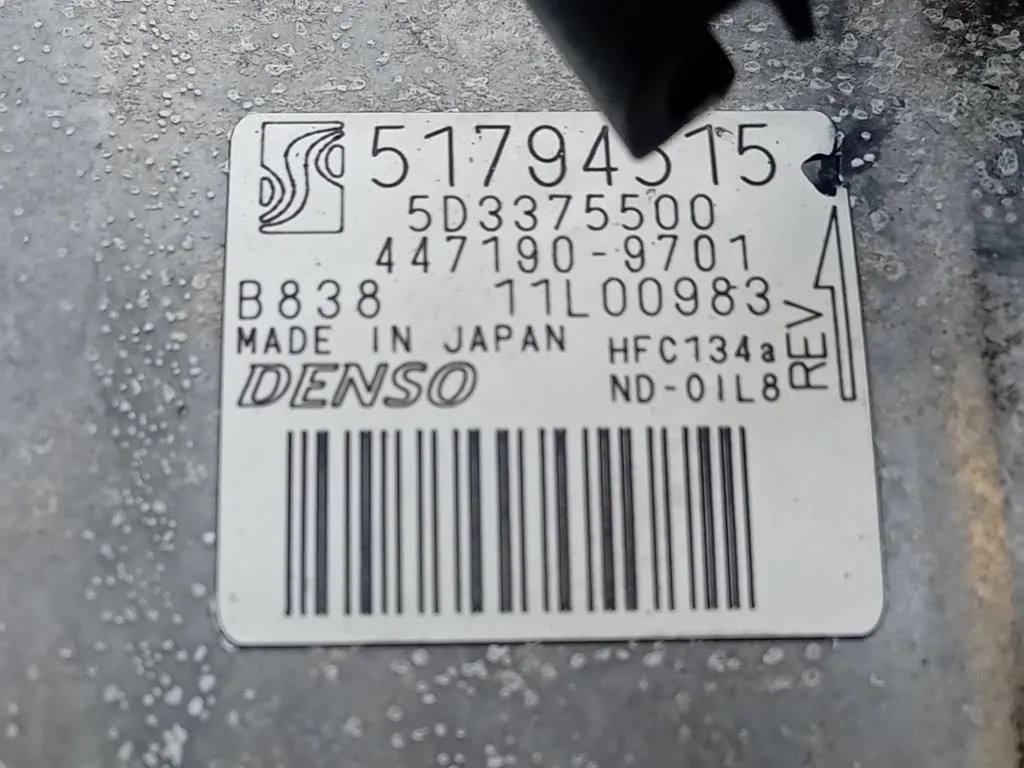 51794515
5D3375500
447190-9701
B838 11L00983
MADE IN JAPAN
HFC134a
DENSO
ND-OIL8
REV